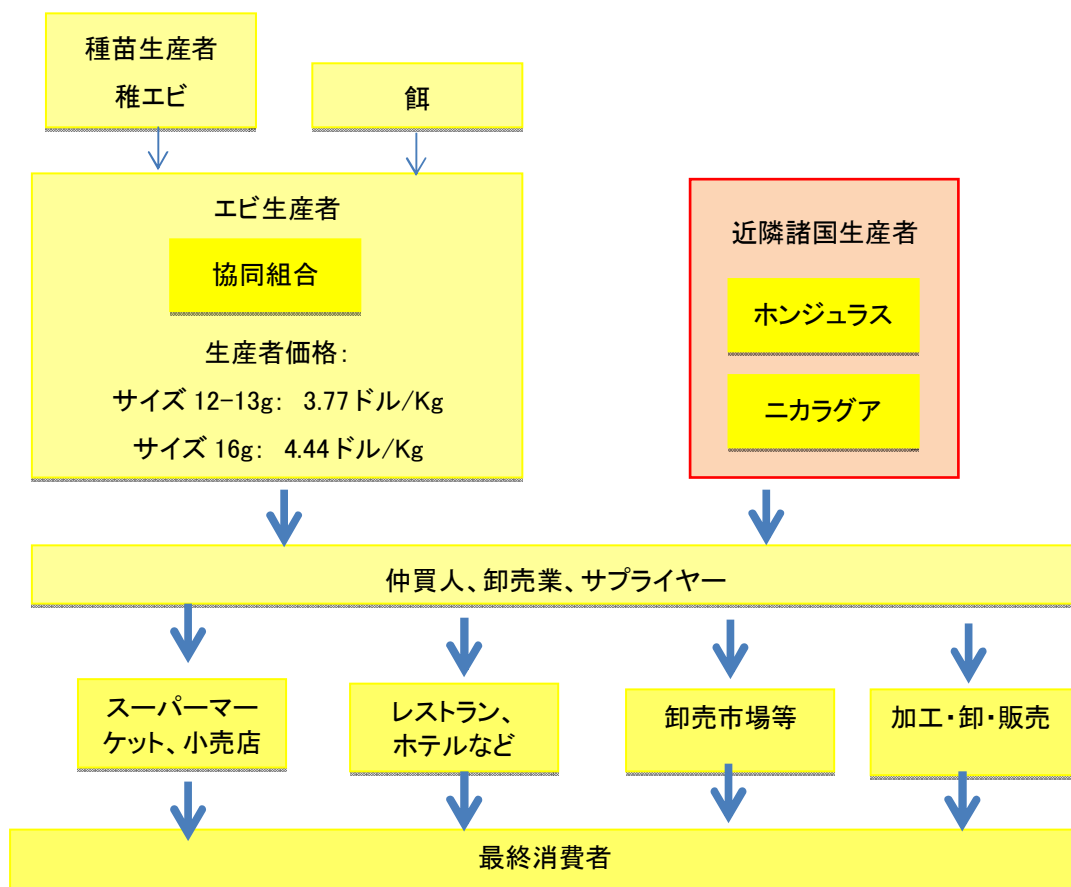 種苗生産者
稚エビ
餌
エビ生産者
協同組合
生産者価格:
サイズ 12-13g: 3.77ドル/Kg
サイズ 16g: 4.44ドル/Kg
近隣諸国生産者
ホンジュラス
ニカラグア
仲買人、卸売業、サプライヤー
スーパーマー
ケット、小売店
レストラン、
ホテルなど
卸売市場等
加工・卸・販売
最終消費者